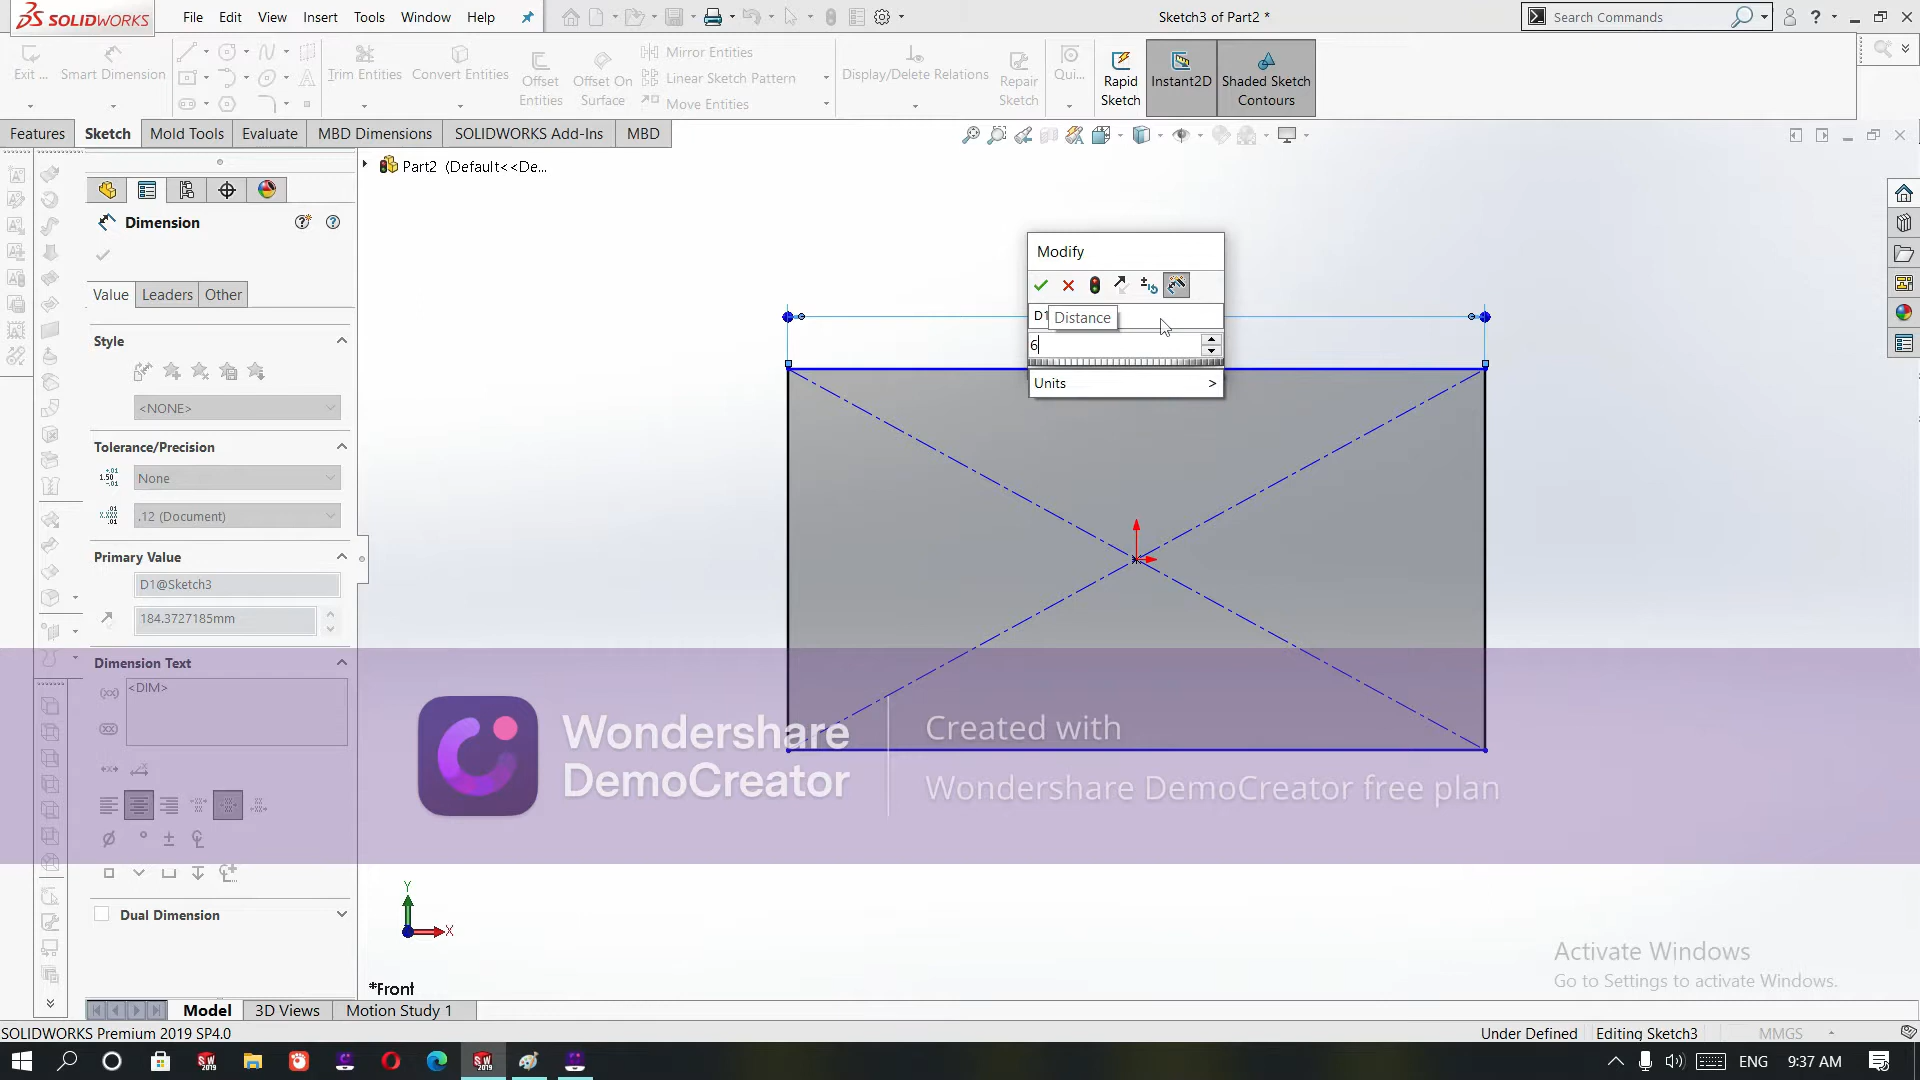 SOLIDWORKS
File Edit View Insert Tools Window Help
Sketch3 of Part2 *
Search Commands
Exit ...
Smart Dimension
Trim Entities
Convert Entities
Offset Entities
Offset On Surface
Mirror Entities
Linear Sketch Pattern
Move Entities
Display/Delete Relations
Repair Sketch
Qui...
Rapid Sketch
Instant2D
Shaded Sketch Contours
Features Sketch Mold Tools Evaluate MBD Dimensions SOLIDWORKS Add-Ins MBD
Part2 (Default<<De...
Dimension
Value Leaders Other
Style
<NONE>
Tolerance/Precision
None
.12 (Document)
Primary Value
D1@Sketch3
184.3727185mm
Dimension Text
<DIM>
Dual Dimension
Modify
D1
Distance
6
Units >
Wondershare
DemoCreator
Created with
Wondershare DemoCreator free plan
Y
X
*Front
Activate Windows
Go to Settings to activate Windows.
Model 3D Views Motion Study 1
SOLIDWORKS Premium 2019 SP4.0
Under Defined Editing Sketch3 MMGS
ENG 9:37 AM